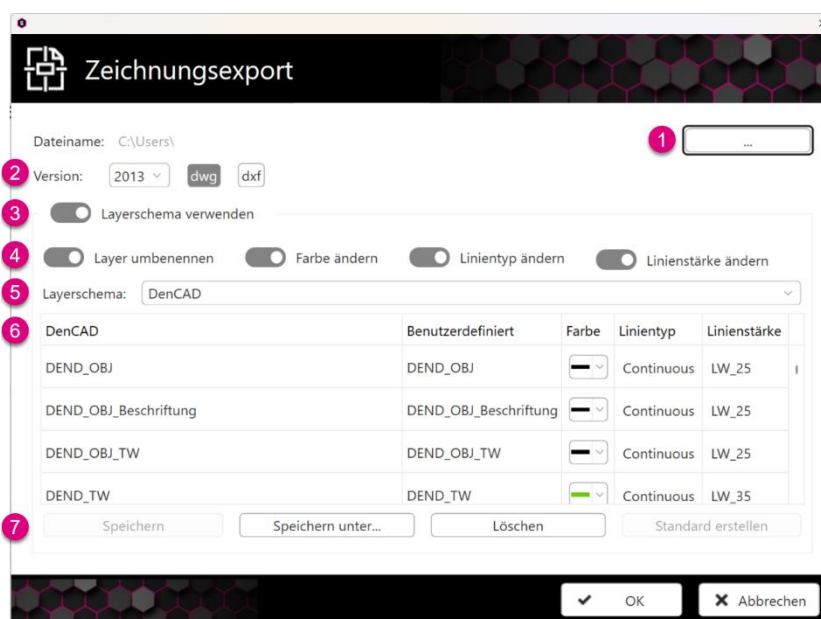 Zeichnungsexport
Dateiname: C:\Users\
1
...
2
Version: 2013 dwg dxf
3
Layerschema verwenden
4
Layer umbenennen Farbe ändern Linientyp ändern Linienstärke ändern
5
Layerschema: DenCAD
6
DenCAD Benutzerdefiniert Farbe Linientyp Linienstärke
DEND_OBJ DEND_OBJ Continuous LW_25
DEND_OBJ_Beschriftung DEND_OBJ_Beschriftung Continuous LW_25
DEND_OBJ_TW DEND_OBJ_TW Continuous LW_25
DEND_TW DEND_TW Continuous LW_35
7
Speichern Speichern unter... Löschen Standard erstellen
OK Abbrechen